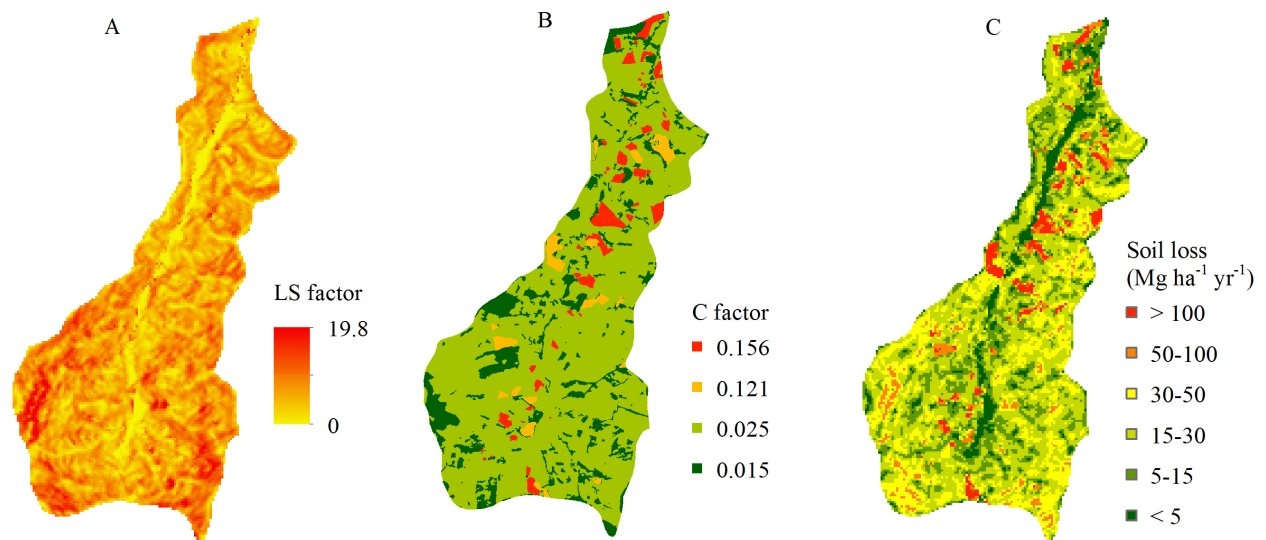 A
B
C
LS factor
19.8
0
C factor
0.156
0.121
0.025
0.015
Soil loss
(Mg ha⁻¹ yr⁻¹)
> 100
50-100
30-50
15-30
5-15
< 5